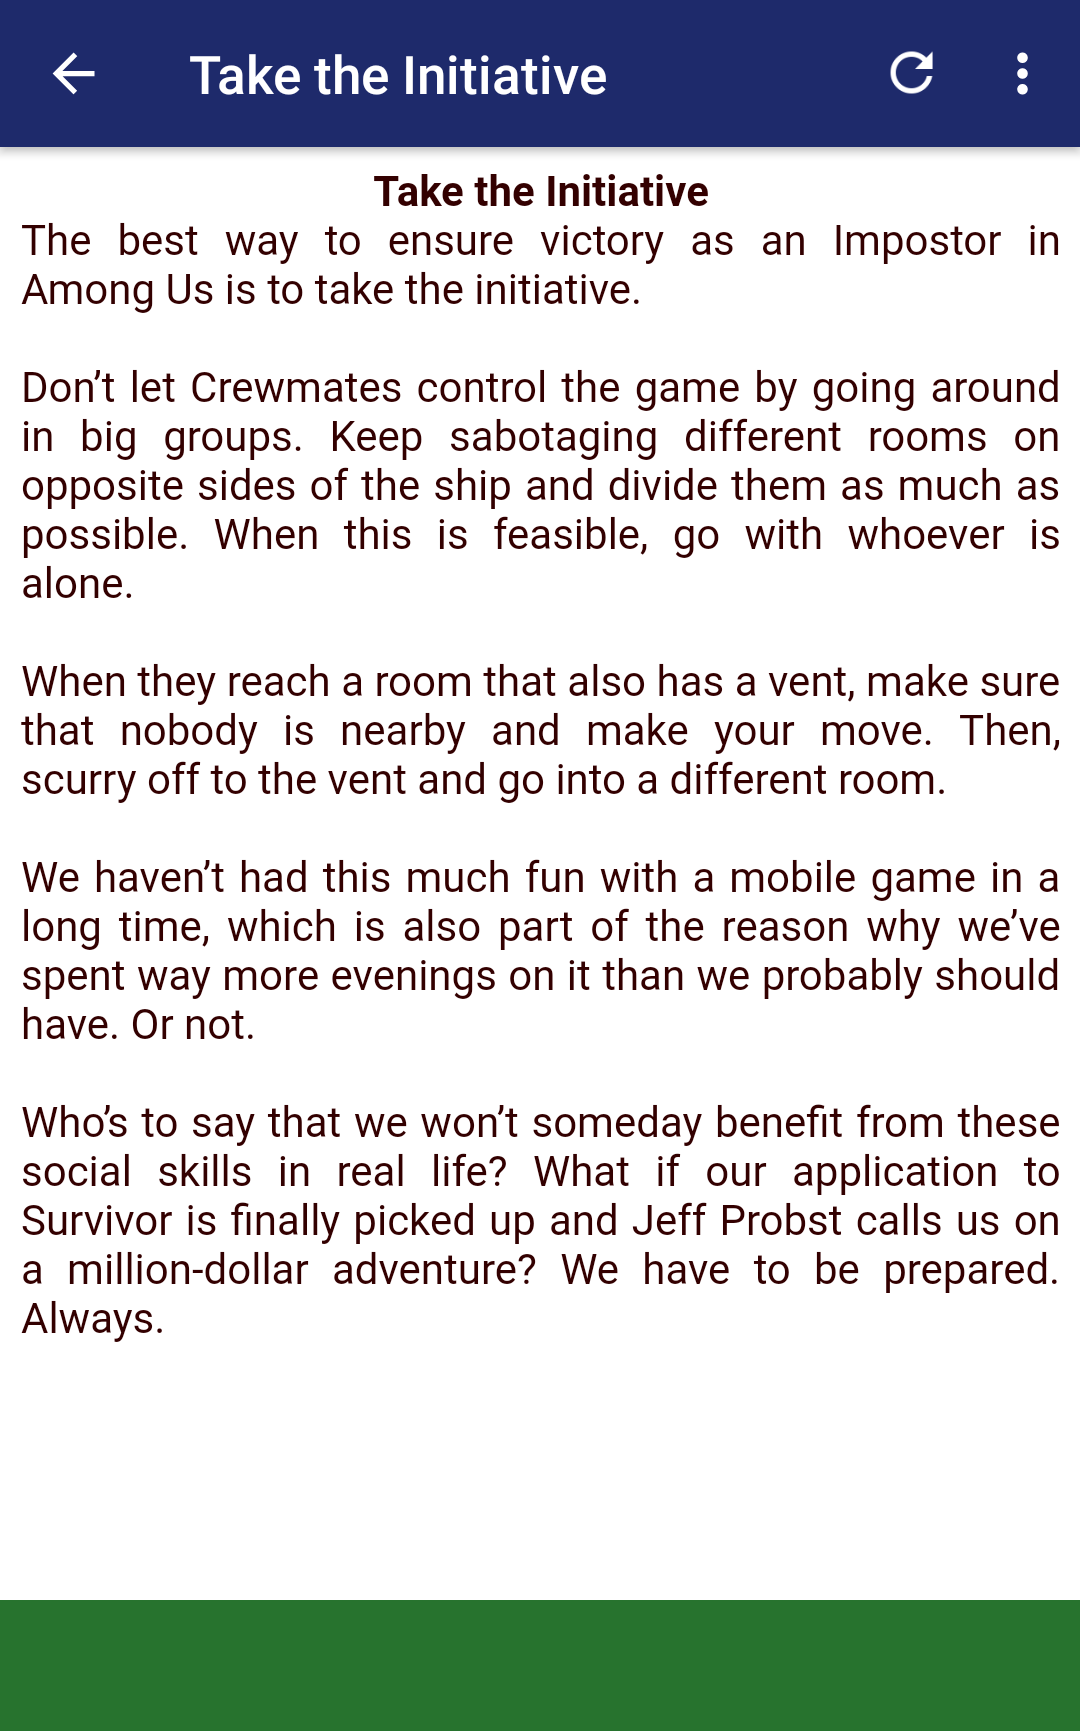 Take the Initiative
Take the Initiative
The best way to ensure victory as an Impostor in
Among Us is to take the initiative.
Don’t let Crewmates control the game by going around
in big groups. Keep sabotaging different rooms on
opposite sides of the ship and divide them as much as
possible. When this is feasible, go with whoever is
alone.
When they reach a room that also has a vent, make sure
that nobody is nearby and make your move. Then,
scurry off to the vent and go into a different room.
We haven’t had this much fun with a mobile game in a
long time, which is also part of the reason why we’ve
spent way more evenings on it than we probably should
have. Or not.
Who’s to say that we won’t someday benefit from these
social skills in real life? What if our application to
Survivor is finally picked up and Jeff Probst calls us on
a million-dollar adventure? We have to be prepared.
Always.